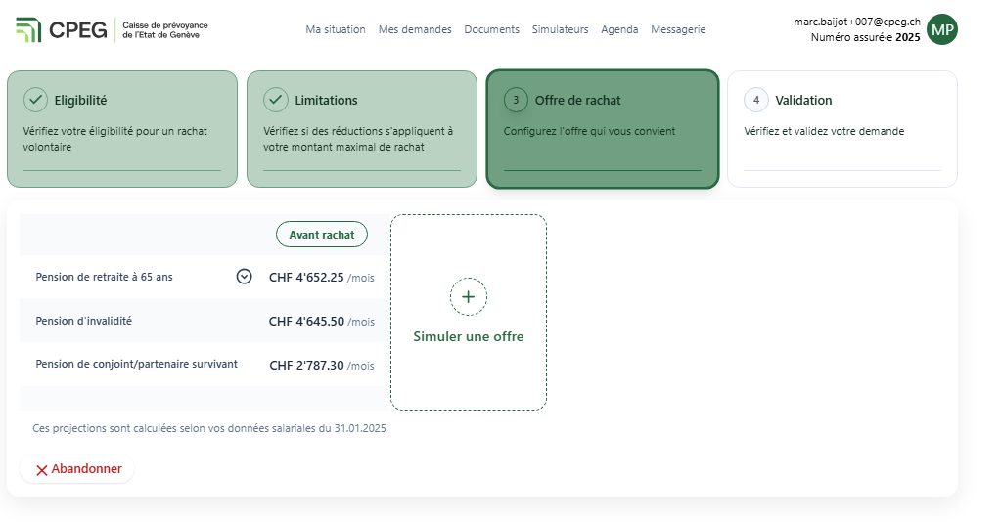 CPEG
Caisse de prévoyance
de l'Etat de Genève
Ma situation
Mes demandes
Documents
Simulateurs
Agenda
Messagerie
marc.baijot+007@cpeg.ch
Numéro assuré·e 2025
MP
Eligibilité
Vérifiez votre éligibilité pour un rachat
volontaire
Limitations
Vérifiez si des réductions s'appliquent à
votre montant maximal de rachat
3
Offre de rachat
Configurez l'offre qui vous convient
4
Validation
Vérifiez et validez votre demande
Avant rachat
Pension de retraite à 65 ans CHF 4'652.25 /mois
Pension d'invalidité CHF 4'645.50 /mois
Pension de conjoint/partenaire survivant CHF 2'787.30 /mois
Simuler une offre
Ces projections sont calculées selon vos données salariales du 31.01.2025
Abandonner